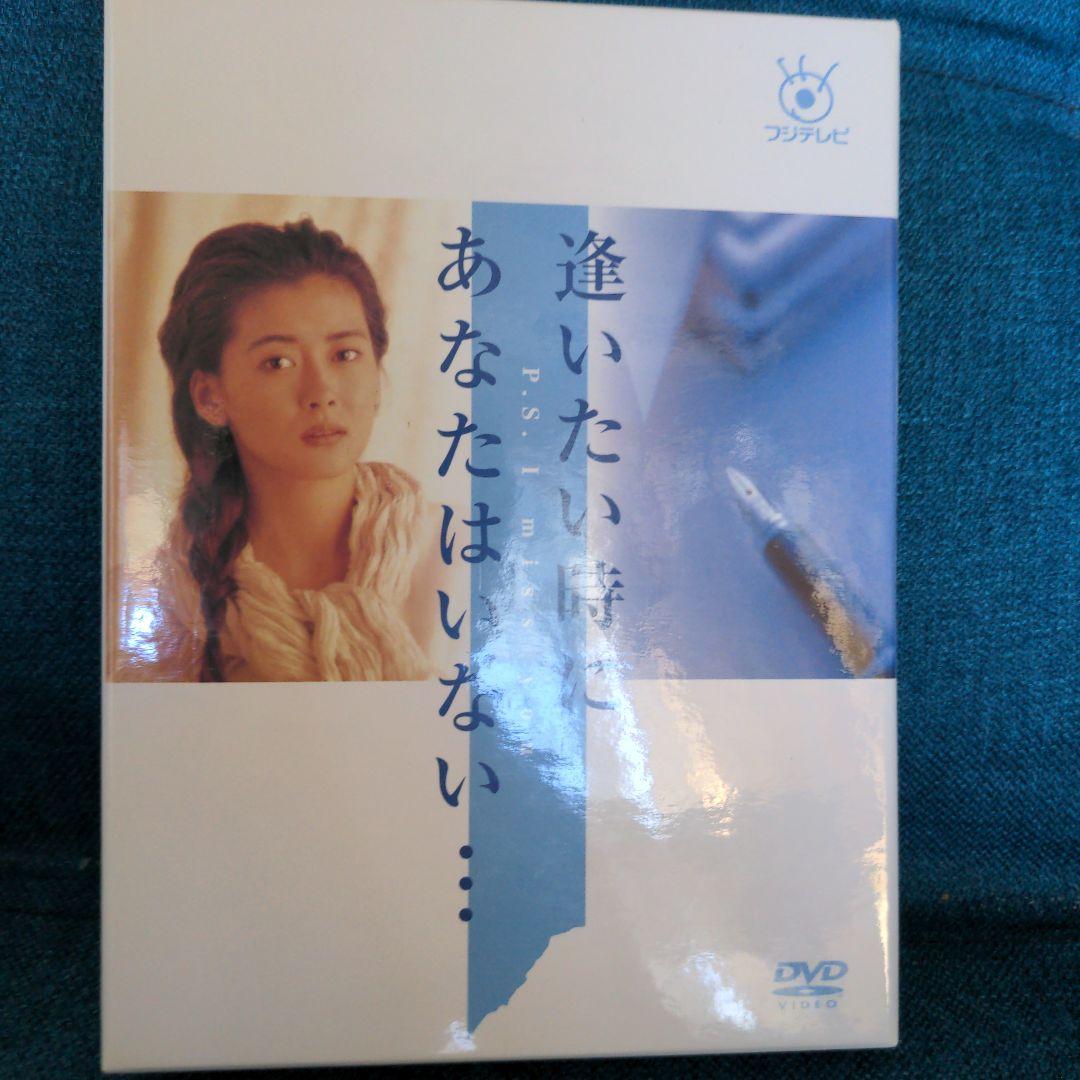 フジテレビ
逢いたい時に
あなたはいない…
P.S. I miss you
DVD
VIDEO